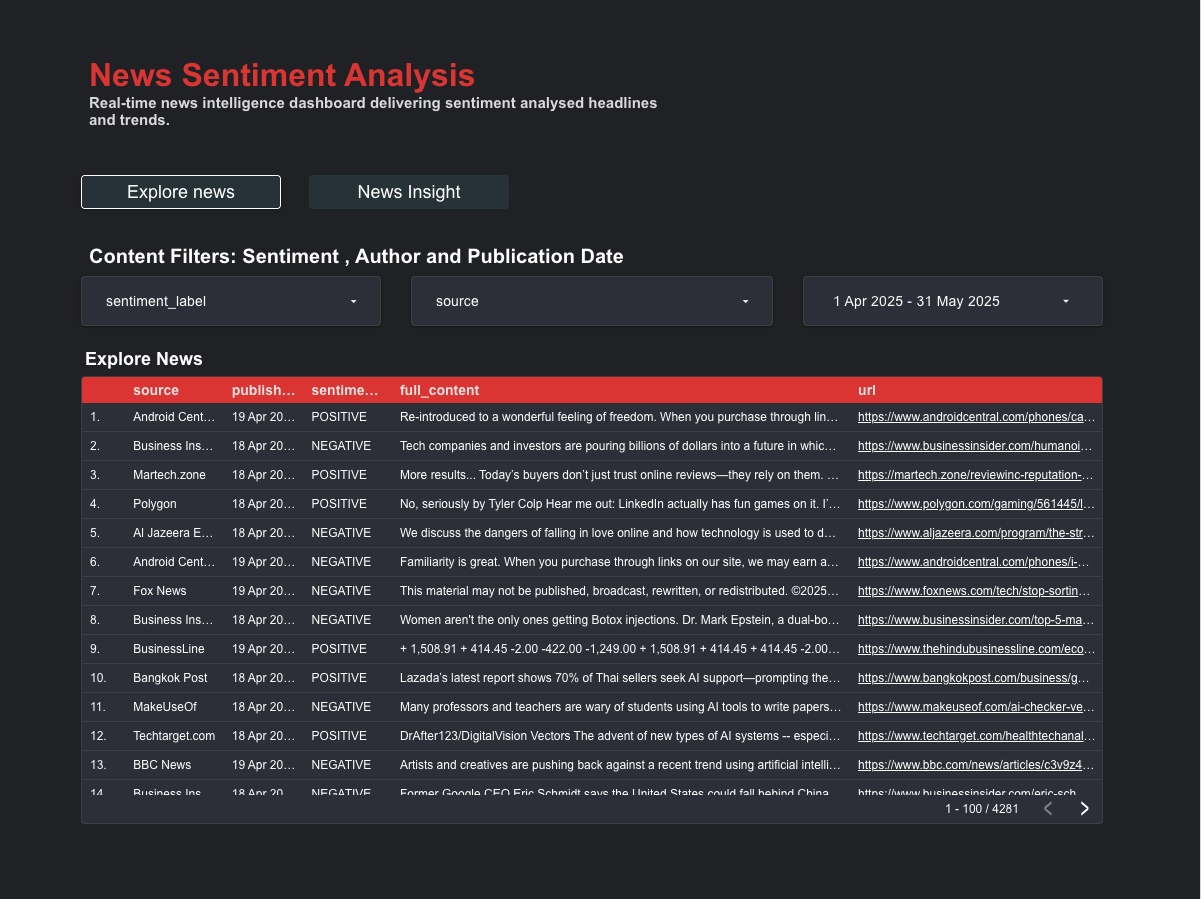 News Sentiment Analysis
Real-time news intelligence dashboard delivering sentiment analysed headlines
and trends.
Explore news News Insight
Content Filters: Sentiment , Author and Publication Date
sentiment_label source 1 Apr 2025 - 31 May 2025
Explore News
source publish… sentime… full_content url
1. Android Cent… 19 Apr 20… POSITIVE Re-introduced to a wonderful feeling of freedom. When you purchase through lin… https://www.androidcentral.com/phones/ca…
2. Business Ins… 18 Apr 20… NEGATIVE Tech companies and investors are pouring billions of dollars into a future in whic… https://www.businessinsider.com/humanoi…
3. Martech.zone 18 Apr 20… POSITIVE More results... Today’s buyers don’t just trust online reviews—they rely on them. … https://martech.zone/reviewinc-reputation-…
4. Polygon 18 Apr 20… POSITIVE No, seriously by Tyler Colp Hear me out: LinkedIn actually has fun games on it. I’… https://www.polygon.com/gaming/561445/l…
5. Al Jazeera E… 18 Apr 20… NEGATIVE We discuss the dangers of falling in love online and how technology is used to d… https://www.aljazeera.com/program/the-str…
6. Android Cent… 19 Apr 20… NEGATIVE Familiarity is great. When you purchase through links on our site, we may earn a… https://www.androidcentral.com/phones/i-…
7. Fox News 19 Apr 20… NEGATIVE This material may not be published, broadcast, rewritten, or redistributed. ©2025… https://www.foxnews.com/tech/stop-sortin…
8. Business Ins… 18 Apr 20… NEGATIVE Women aren't the only ones getting Botox injections. Dr. Mark Epstein, a dual-bo… https://www.businessinsider.com/top-5-ma…
9. BusinessLine 19 Apr 20… POSITIVE + 1,508.91 + 414.45 -2.00 -422.00 -1,249.00 + 1,508.91 + 414.45 + 414.45 -2.00… https://www.thehindubusinessline.com/eco…
10. Bangkok Post 18 Apr 20… POSITIVE Lazada’s latest report shows 70% of Thai sellers seek AI support—prompting the… https://www.bangkokpost.com/business/g…
11. MakeUseOf 18 Apr 20… NEGATIVE Many professors and teachers are wary of students using AI tools to write papers… https://www.makeuseof.com/ai-checker-ve…
12. Techtarget.com 18 Apr 20… POSITIVE DrAfter123/DigitalVision Vectors The advent of new types of AI systems -- especi… https://www.techtarget.com/healthtechanal…
13. BBC News 19 Apr 20… NEGATIVE Artists and creatives are pushing back against a recent trend using artificial intelli… https://www.bbc.com/news/articles/c3v9z4…
14. Business Ins… 18 Apr 20… NEGATIVE Former Google CEO Eric Schmidt says the United States could fall behind China… https://www.businessinsider.com/eric-sch…
1 - 100 / 4281